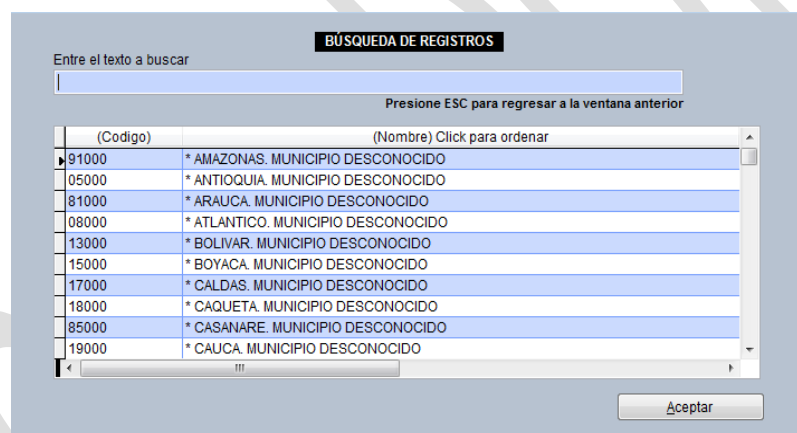 BÚSQUEDA DE REGISTROS
Entre el texto a buscar
Presione ESC para regresar a la ventana anterior
(Codigo) (Nombre) Click para ordenar
91000 * AMAZONAS. MUNICIPIO DESCONOCIDO
05000 * ANTIOQUIA. MUNICIPIO DESCONOCIDO
81000 * ARAUCA. MUNICIPIO DESCONOCIDO
08000 * ATLANTICO. MUNICIPIO DESCONOCIDO
13000 * BOLIVAR. MUNICIPIO DESCONOCIDO
15000 * BOYACA. MUNICIPIO DESCONOCIDO
17000 * CALDAS. MUNICIPIO DESCONOCIDO
18000 * CAQUETA. MUNICIPIO DESCONOCIDO
85000 * CASANARE. MUNICIPIO DESCONOCIDO
19000 * CAUCA. MUNICIPIO DESCONOCIDO
Aceptar